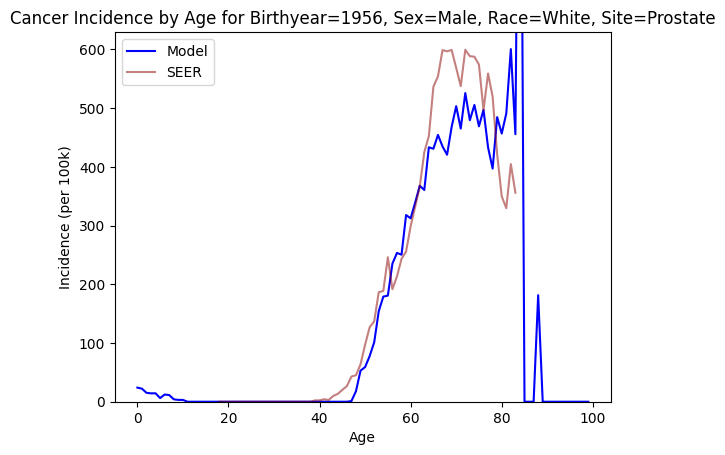 Cancer Incidence by Age for Birthyear=1956, Sex=Male, Race=White, Site=Prostate
Model
SEER
Incidence (per 100k)
600
500
400
300
200
100
0
0 20 40 60 80 100
Age